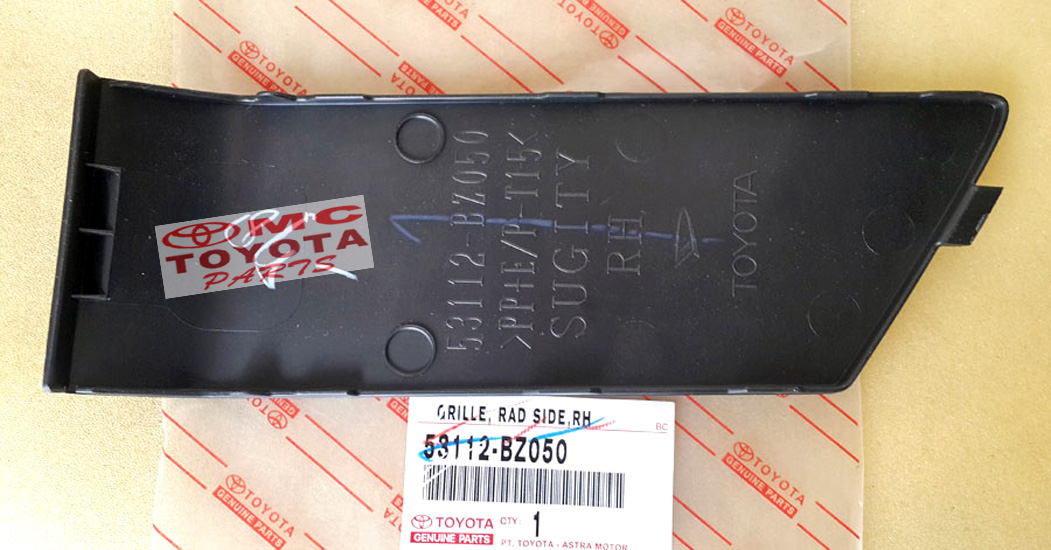 53112-BZ050
>PP+E/P-T15<
SUGITY
RH
TOYOTA
OMC
TOYOTA
PARTS
GRILLE, RAD SIDE,RH
BC
53112-BZ050
TOYOTA
GENUINE PARTS
QTY: 1
PT. TOYOTA - ASTRA MOTOR
TOYOTA
GENUINE PARTS